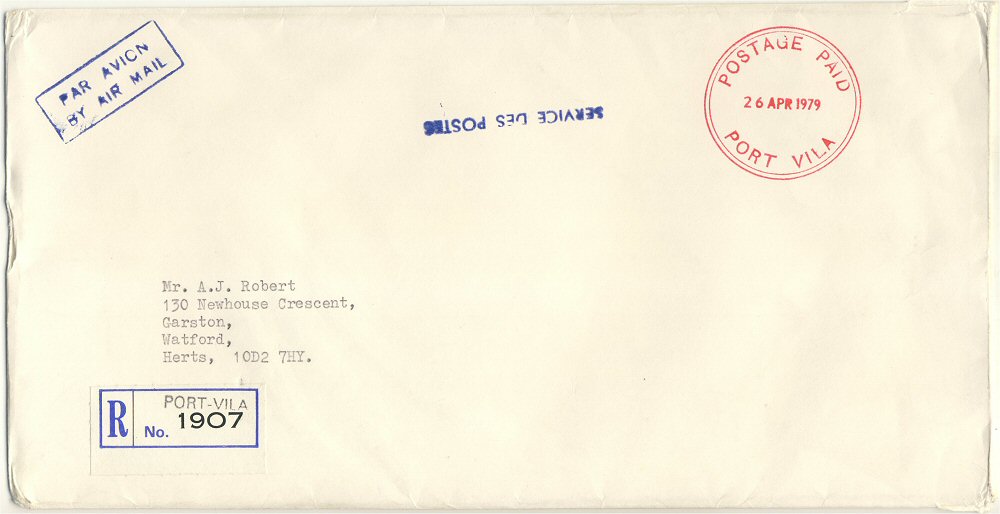 PAR AVION
BY AIR MAIL
SERVICE DES POSTES
POSTAGE PAID
26 APR 1979
PORT VILA
Mr. A.J. Robert
130 Newhouse Crescent,
Garston,
Watford,
Herts, 10D2 7HY.
R
PORT-VILA
No. 1907